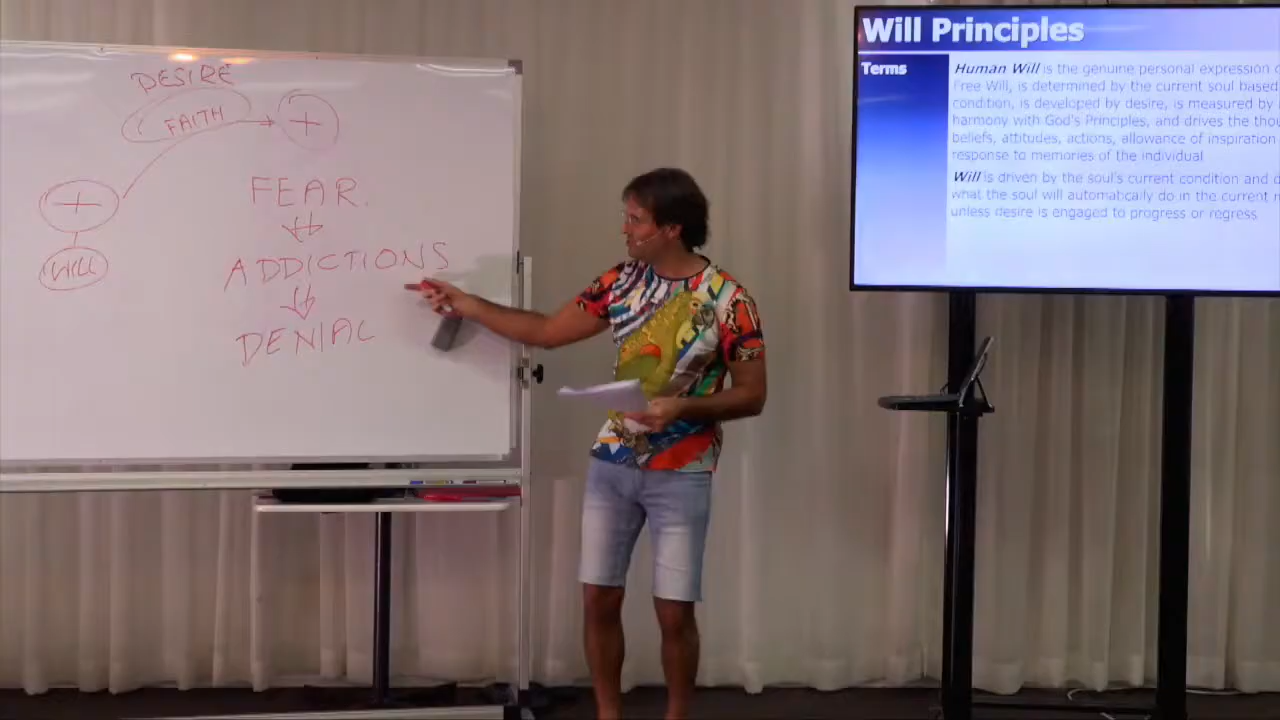 DESIRE
FAITH
WILL
FEAR.
ADDICTIONS
DENIAL
Will Principles
Terms
Human Will is the genuine personal expression
Free Will, is determined by the current soul based
condition, is developed by desire, is measured by
harmony with God's Principles, and drives the
beliefs, attitudes, actions, allowance of inspiration
response to memories of the individual
Will is driven by the soul's current condition and
what the soul will automatically do in the current
unless desire is engaged to progress or regress